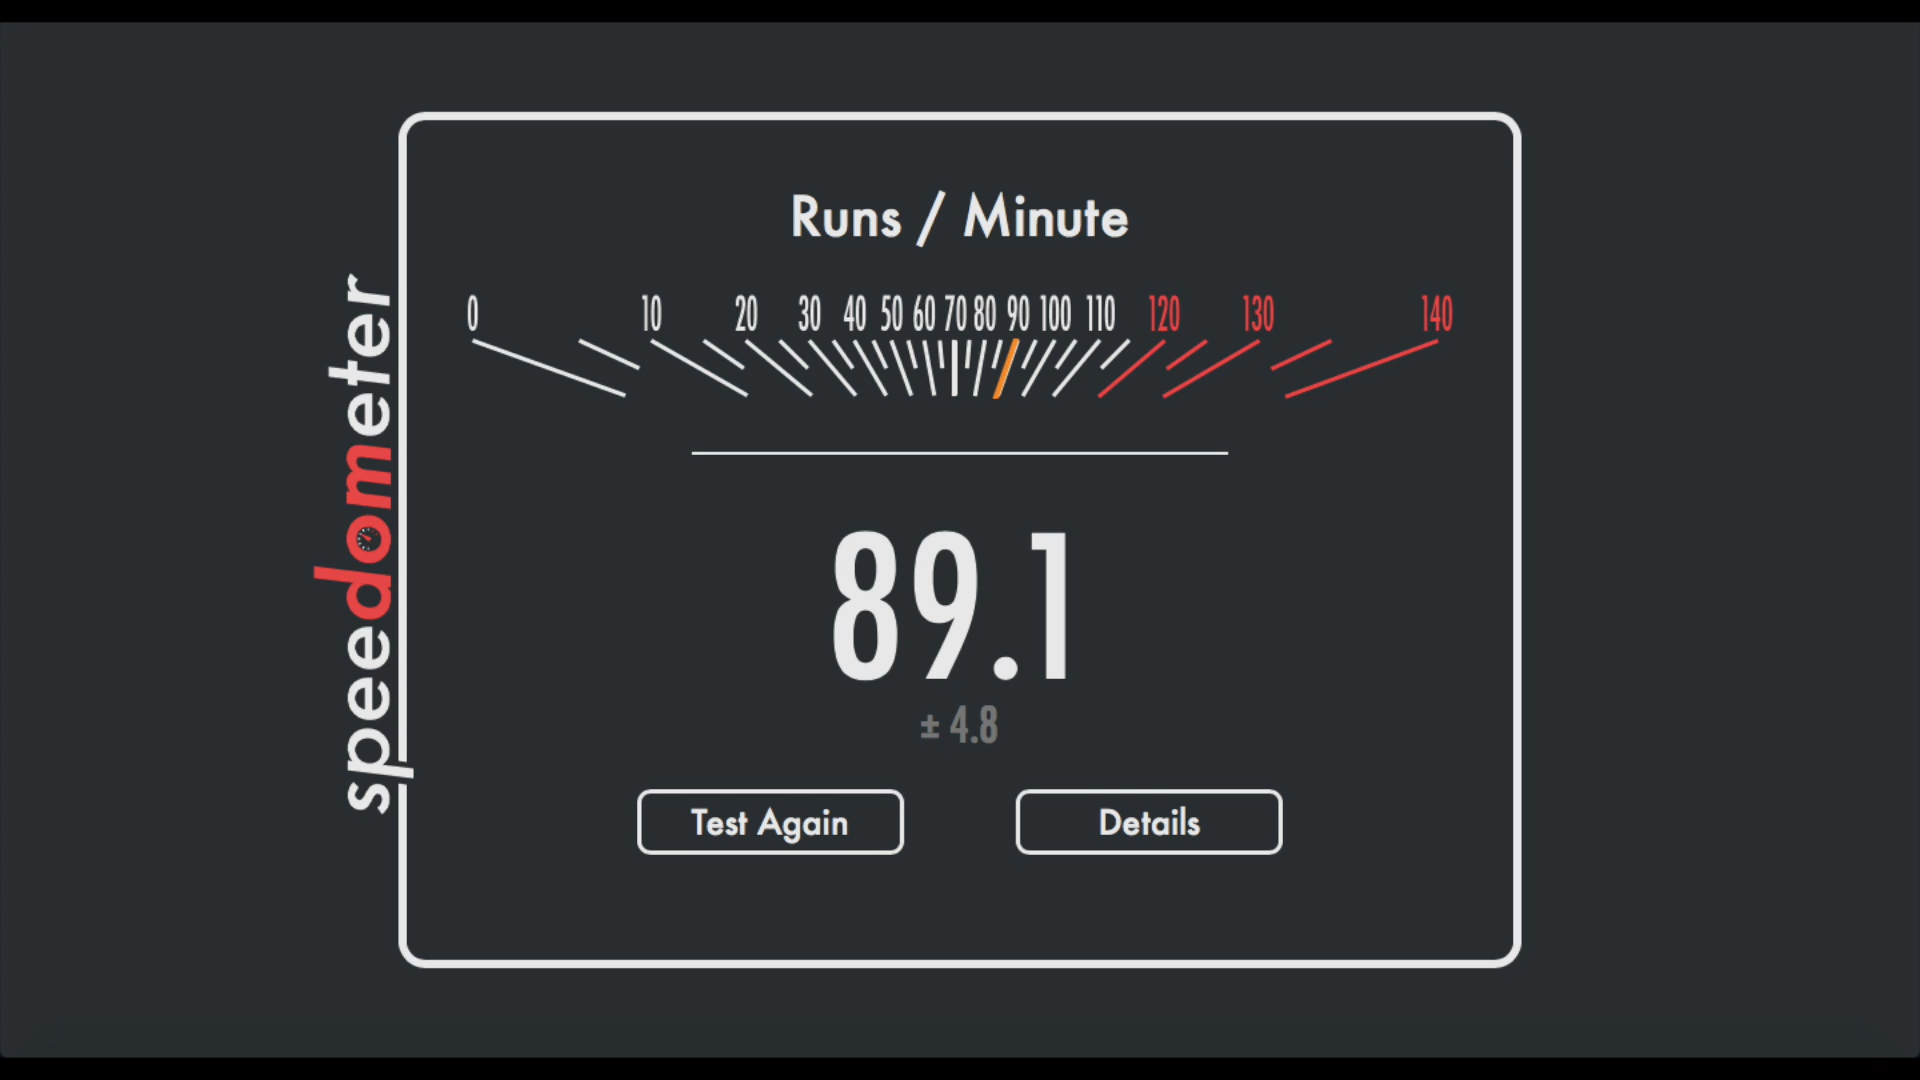 speedometer
Runs / Minute
0 10 20 30 40 50 60 70 80 90 100 110 120 130 140
89.1
± 4.8
Test Again Details